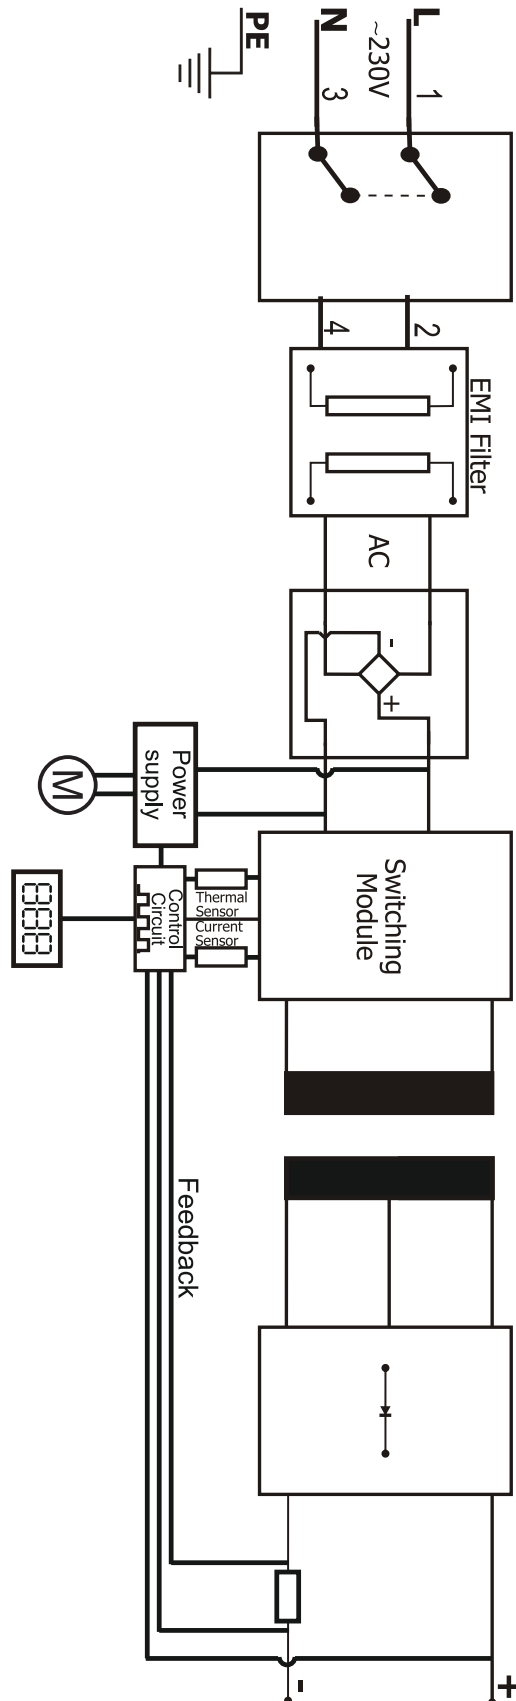 L
N
PE
~230V
1
3
2
4
EMI Filter
AC
-
+
Power
supply
M
Switching
Module
Thermal
Sensor
Current
Sensor
Control
Circuit
888
Feedback
+
-